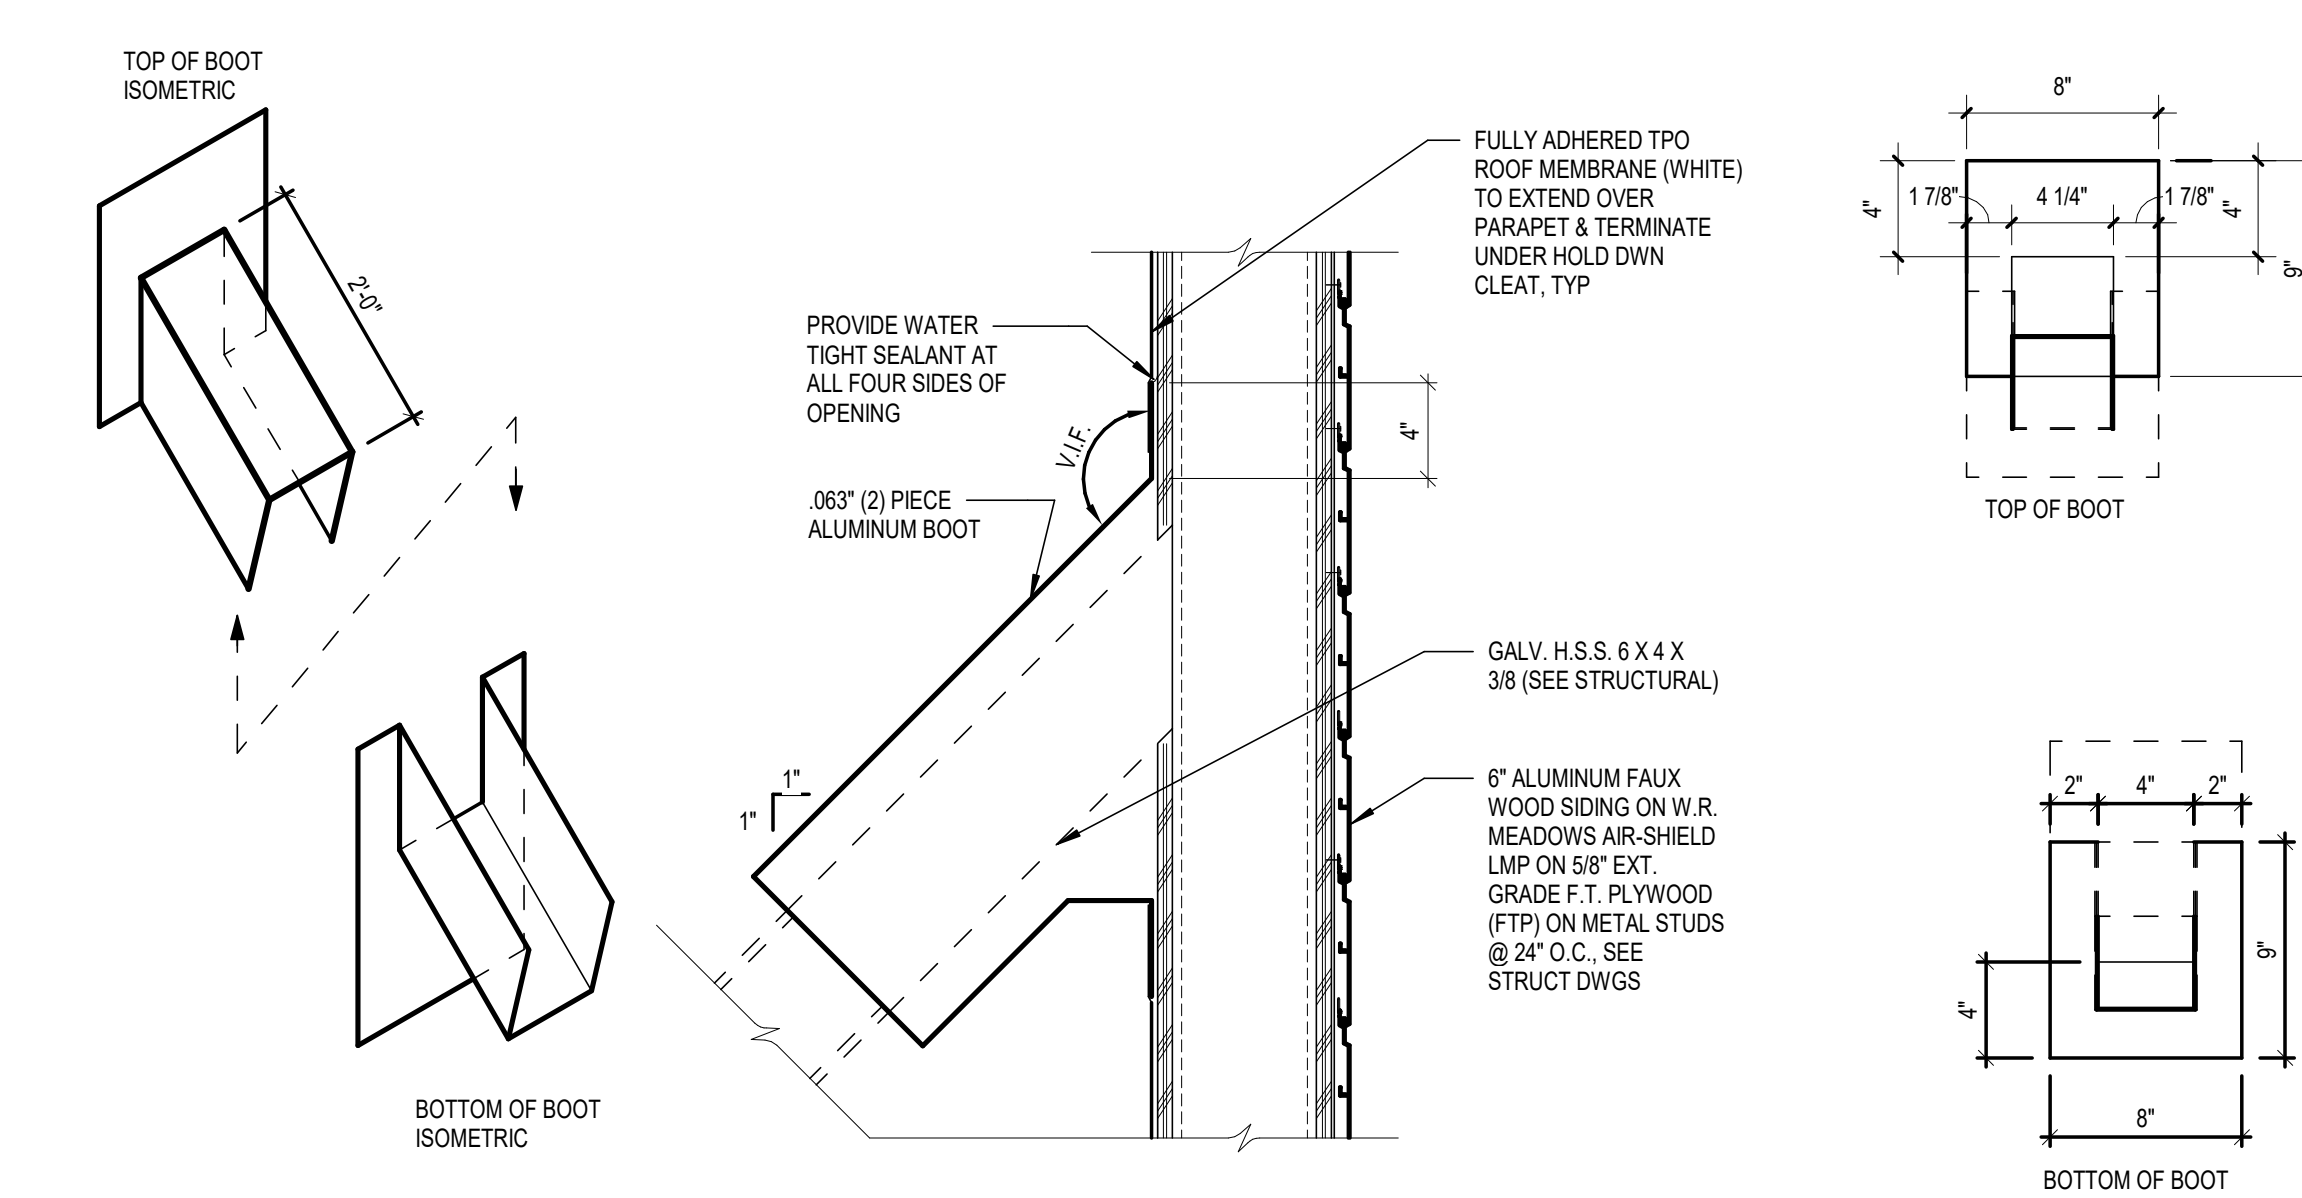 TOP OF BOOT
ISOMETRIC
2'-0"
BOTTOM OF BOOT
ISOMETRIC
PROVIDE WATER
TIGHT SEALANT AT
ALL FOUR SIDES OF
OPENING
V.I.F.
.063" (2) PIECE
ALUMINUM BOOT
1"
1"
4"
FULLY ADHERED TPO
ROOF MEMBRANE (WHITE)
TO EXTEND OVER
PARAPET & TERMINATE
UNDER HOLD DWN
CLEAT, TYP
GALV. H.S.S. 6 X 4 X
3/8 (SEE STRUCTURAL)
6" ALUMINUM FAUX
WOOD SIDING ON W.R.
MEADOWS AIR-SHIELD
LMP ON 5/8" EXT.
GRADE F.T. PLYWOOD
(FTP) ON METAL STUDS
@ 24" O.C., SEE
STRUCT DWGS
8"
4"
1 7/8"
4 1/4"
1 7/8"
4"
9"
TOP OF BOOT
2"
4"
2"
9"
4"
8"
BOTTOM OF BOOT